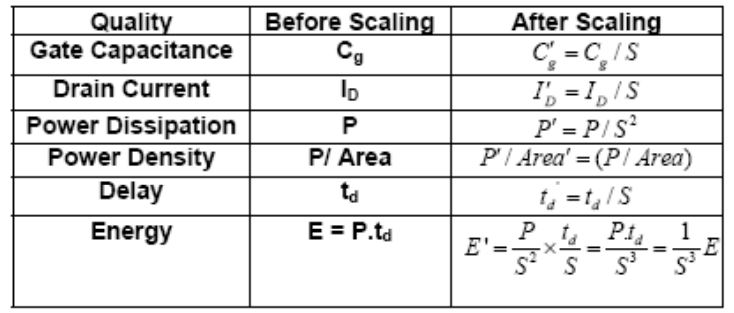 Quality Before Scaling After Scaling
Gate Capacitance Cg C'g = Cg / S
Drain Current ID I'D = ID / S
Power Dissipation P P' = P / S²
Power Density P/ Area P' / Area' = (P / Area)
Delay td td' = td / S
Energy E = P.td E' = P/S² × td/S = P.td/S³ = 1/S³ E